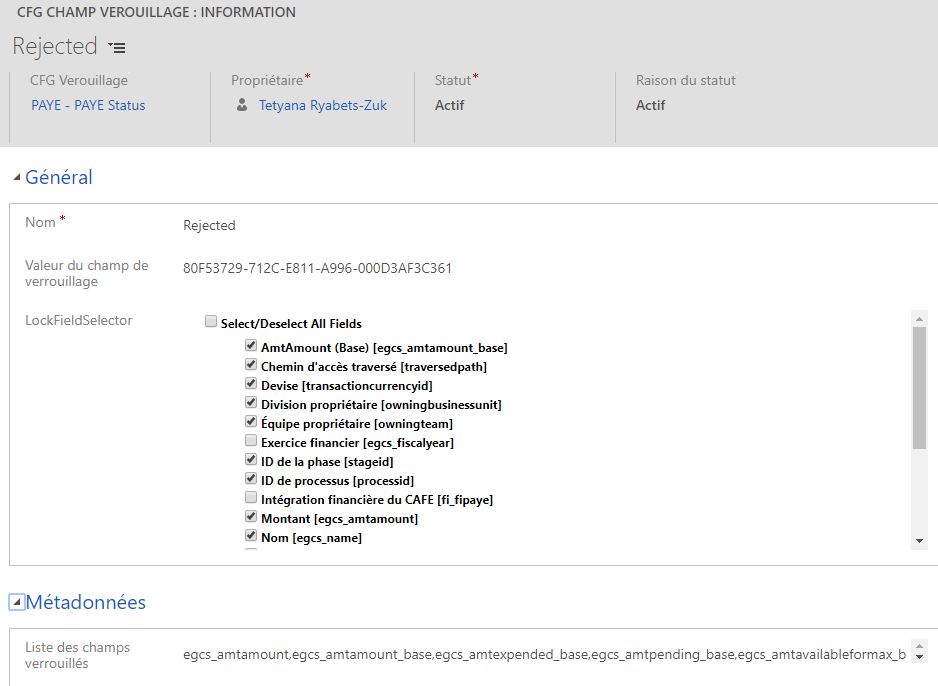 CFG CHAMP VEROUILLAGE : INFORMATION
Rejected
CFG Verouillage
Propriétaire*
Statut*
Raison du statut
PAYE - PAYE Status
Tetyana Ryabets-Zuk
Actif
Actif
Général
Nom *
Rejected
Valeur du champ de
verrouillage
80F53729-712C-E811-A996-000D3AF3C361
LockFieldSelector
Select/Deselect All Fields
AmtAmount (Base) [egcs_amtamount_base]
Chemin d'accès traversé [traversedpath]
Devise [transactioncurrencyid]
Division propriétaire [owningbusinessunit]
Équipe propriétaire [owningteam]
Exercice financier [egcs_fiscalyear]
ID de la phase [stageid]
ID de processus [processid]
Intégration financière du CAFE [fi_fipaye]
Montant [egcs_amtamount]
Nom [egcs_name]
Métadonnées
Liste des champs
verrouillés
egcs_amtamount,egcs_amtamount_base,egcs_amtexpended_base,egcs_amtpending_base,egcs_amtavailableformax_b